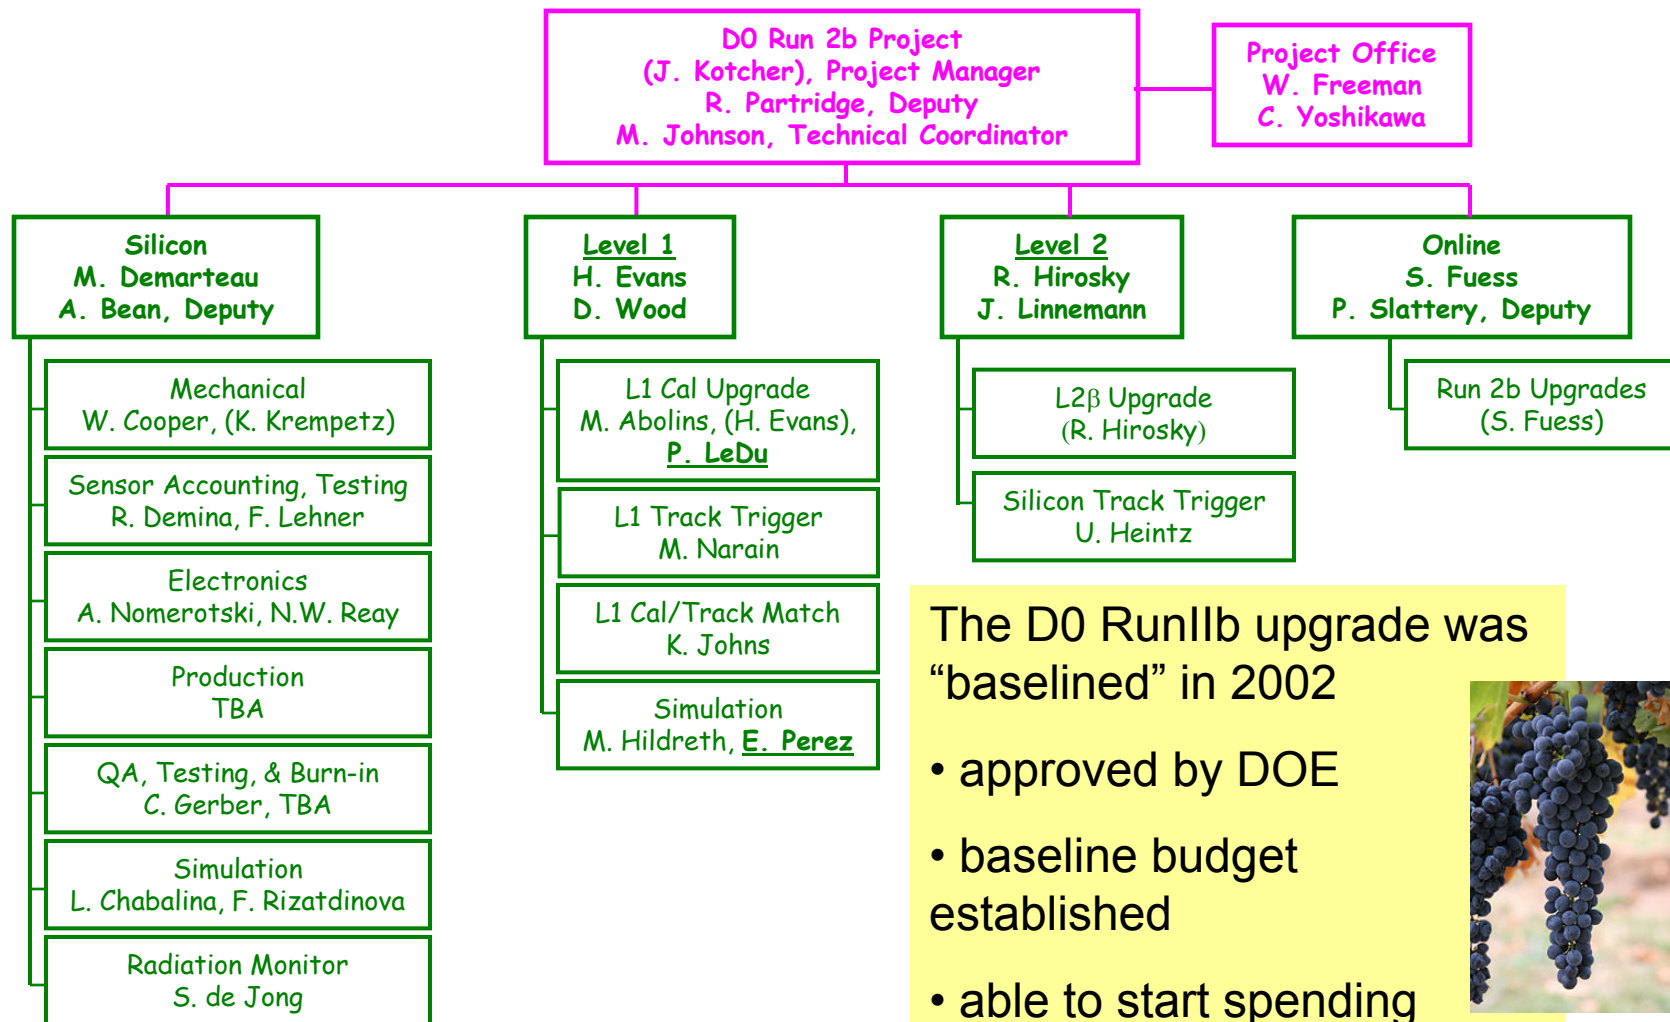 D0 Run 2b Project
(J. Kotcher), Project Manager
R. Partridge, Deputy
M. Johnson, Technical Coordinator
Project Office
W. Freeman
C. Yoshikawa
Silicon
M. Demarteau
A. Bean, Deputy
Mechanical
W. Cooper, (K. Krempetz)
Sensor Accounting, Testing
R. Demina, F. Lehner
Electronics
A. Nomerotski, N.W. Reay
Production
TBA
QA, Testing, & Burn-in
C. Gerber, TBA
Simulation
L. Chabalina, F. Rizatdinova
Radiation Monitor
S. de Jong
Level 1
H. Evans
D. Wood
L1 Cal Upgrade
M. Abolins, (H. Evans),
P. LeDu
L1 Track Trigger
M. Narain
L1 Cal/Track Match
K. Johns
Simulation
M. Hildreth, E. Perez
Level 2
R. Hirosky
J. Linnemann
L2β Upgrade
(R. Hirosky)
Silicon Track Trigger
U. Heintz
Online
S. Fuess
P. Slattery, Deputy
Run 2b Upgrades
(S. Fuess)
The D0 RunIIb upgrade was
“baselined” in 2002
• approved by DOE
• baseline budget
established
• able to start spending